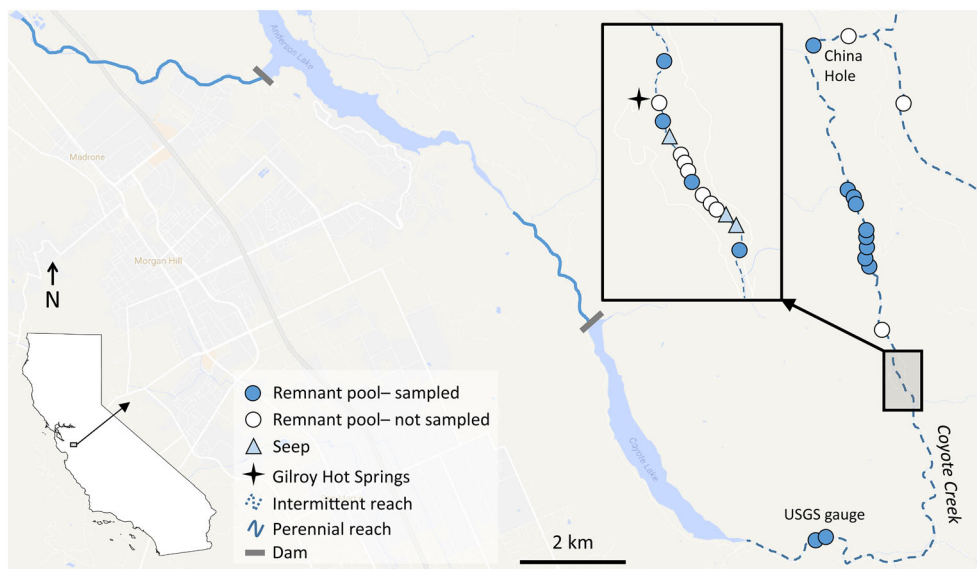 Anderson Lake
China
Hole
Madrone
Morgan Hill
N
Remnant pool– sampled
Remnant pool– not sampled
Seep
Gilroy Hot Springs
Intermittent reach
Perennial reach
Dam
Coyote Lake
Coyote Creek
USGS gauge
2 km